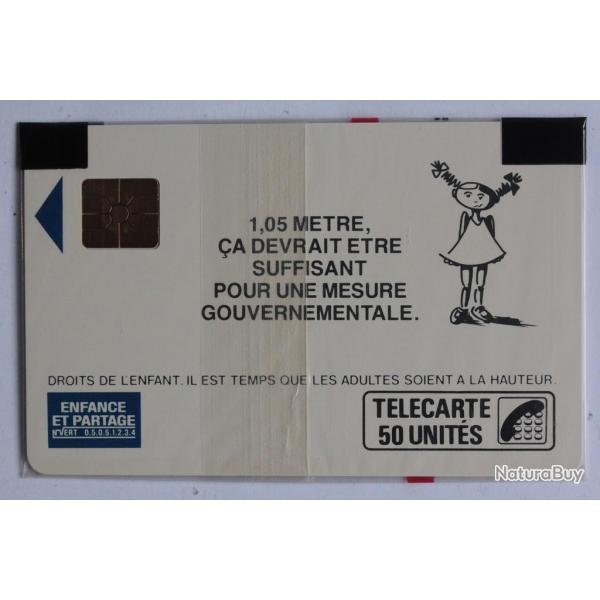 1,05 METRE,
ÇA DEVRAIT ETRE
SUFFISANT
POUR UNE MESURE
GOUVERNEMENTALE.
DROITS DE L'ENFANT. IL EST TEMPS QUE LES ADULTES SOIENT A LA HAUTEUR.
ENFANCE
ET PARTAGE
N°VERT 0.5.0.5.1.2.3.4
TELECARTE
50 UNITÉS
NaturaBuy